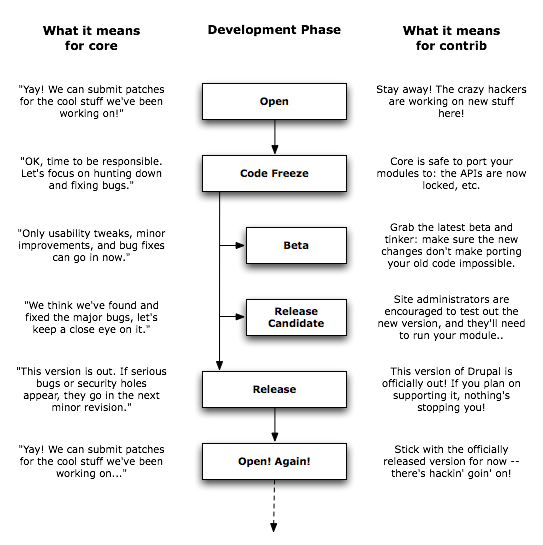 What it means
for core
Development Phase
What it means
for contrib
"Yay! We can submit patches
for the cool stuff we've been
working on!"
Open
Stay away! The crazy hackers
are working on new stuff
here!
"OK, time to be responsible.
Let's focus on hunting down
and fixing bugs."
Code Freeze
Core is safe to port your
modules to: the APIs are now
locked, etc.
"Only usability tweaks, minor
improvements, and bug fixes
can go in now."
Beta
Grab the latest beta and
tinker: make sure the new
changes don't make porting
your old code impossible.
"We think we've found and
fixed the major bugs, let's
keep a close eye on it."
Release
Candidate
Site administrators are
encouraged to test out the
new version, and they'll need
to run your module..
"This version is out. If serious
bugs or security holes
appear, they go in the next
minor revision."
Release
This version of Drupal is
officially out! If you plan on
supporting it, nothing's
stopping you!
"Yay! We can submit patches
for the cool stuff we've been
working on..."
Open! Again!
Stick with the officially
released version for now --
there's hackin' goin' on!